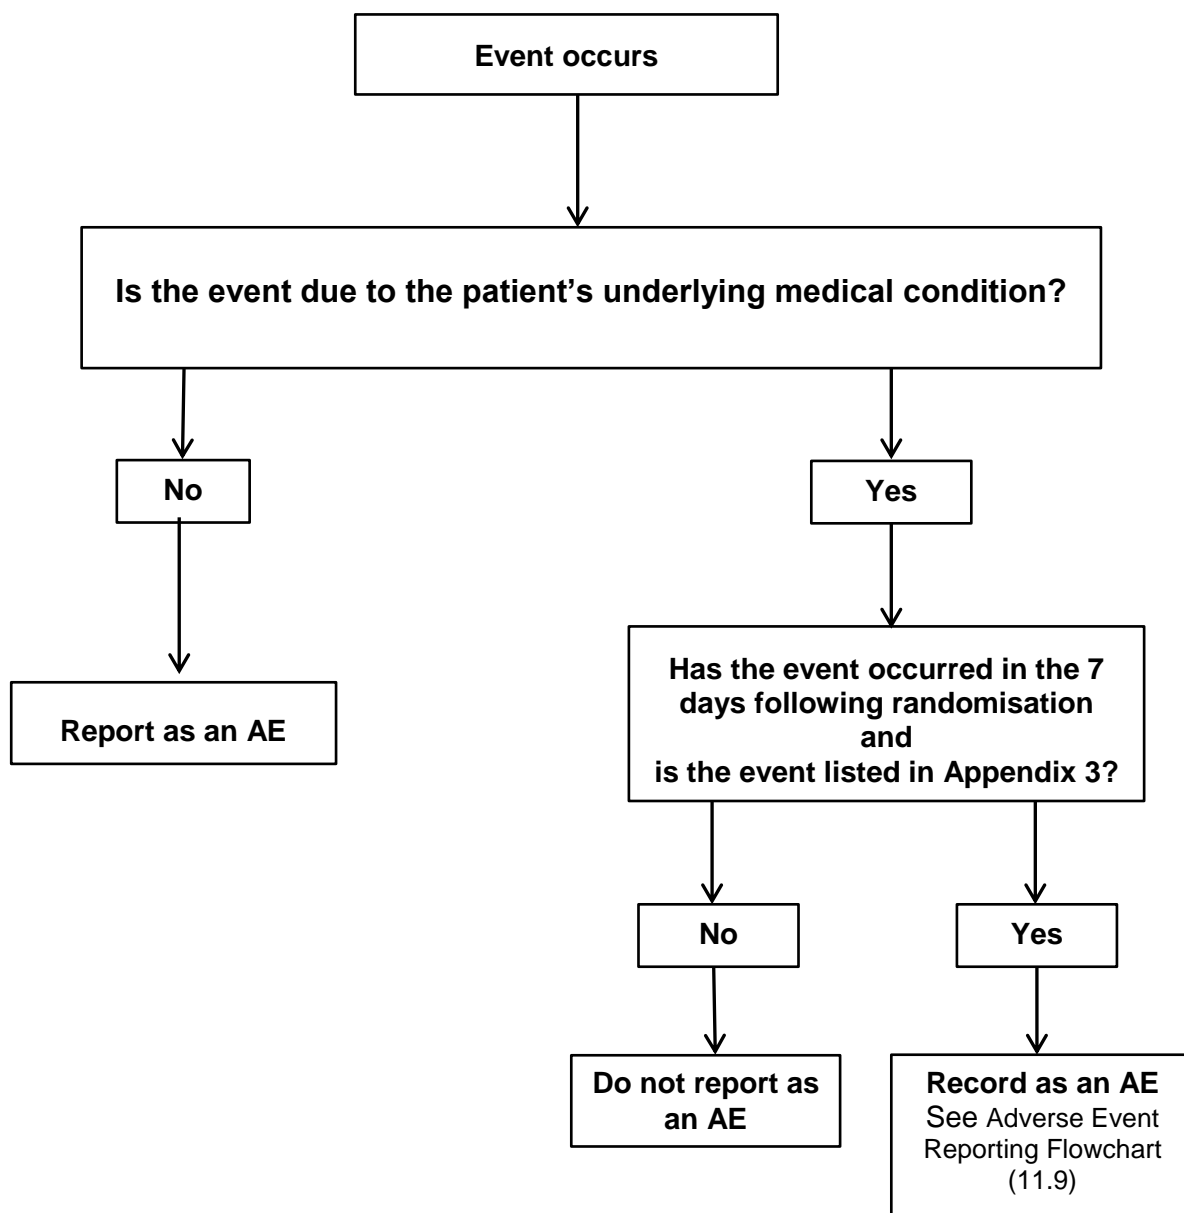 Event occurs
Is the event due to the patient’s underlying medical condition?
No
Yes
Report as an AE
Has the event occurred in the 7
days following randomisation
and
is the event listed in Appendix 3?
No
Yes
Do not report as
an AE
Record as an AE
See Adverse Event
Reporting Flowchart
(11.9)